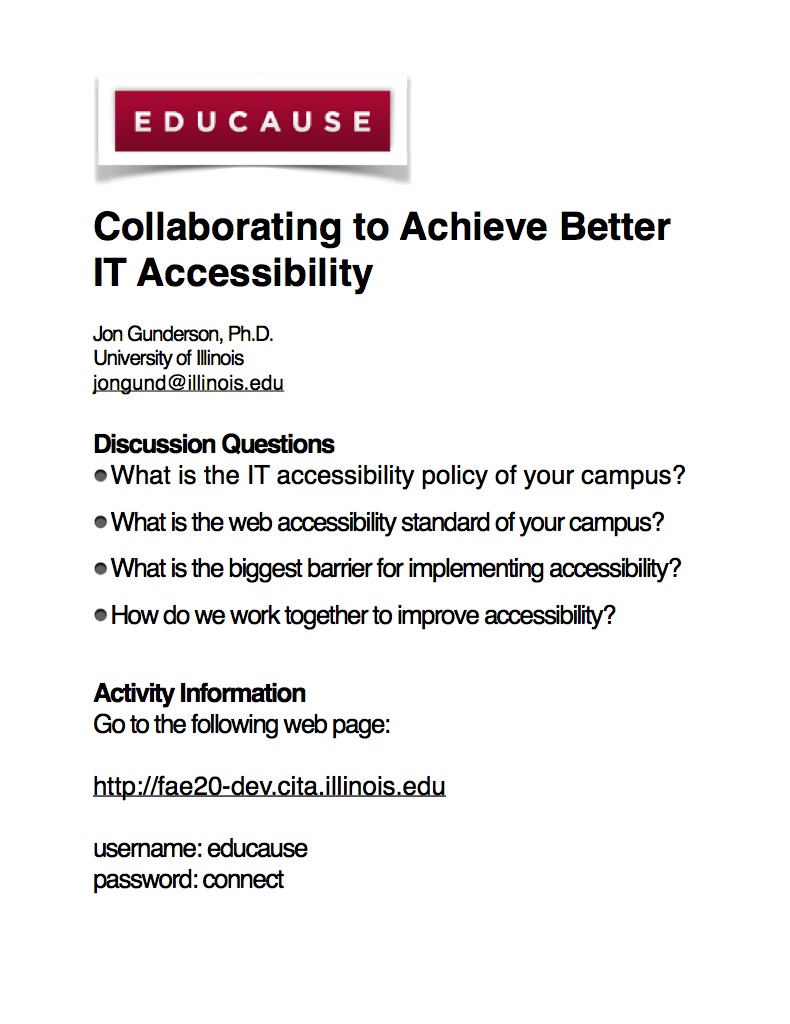 EDUCAUSE
Collaborating to Achieve Better
IT Accessibility
Jon Gunderson, Ph.D.
University of Illinois
jongund@illinois.edu
Discussion Questions
What is the IT accessibility policy of your campus?
What is the web accessibility standard of your campus?
What is the biggest barrier for implementing accessibility?
How do we work together to improve accessibility?
Activity Information
Go to the following web page:
http://fae20-dev.cita.illinois.edu
username: educause
password: connect